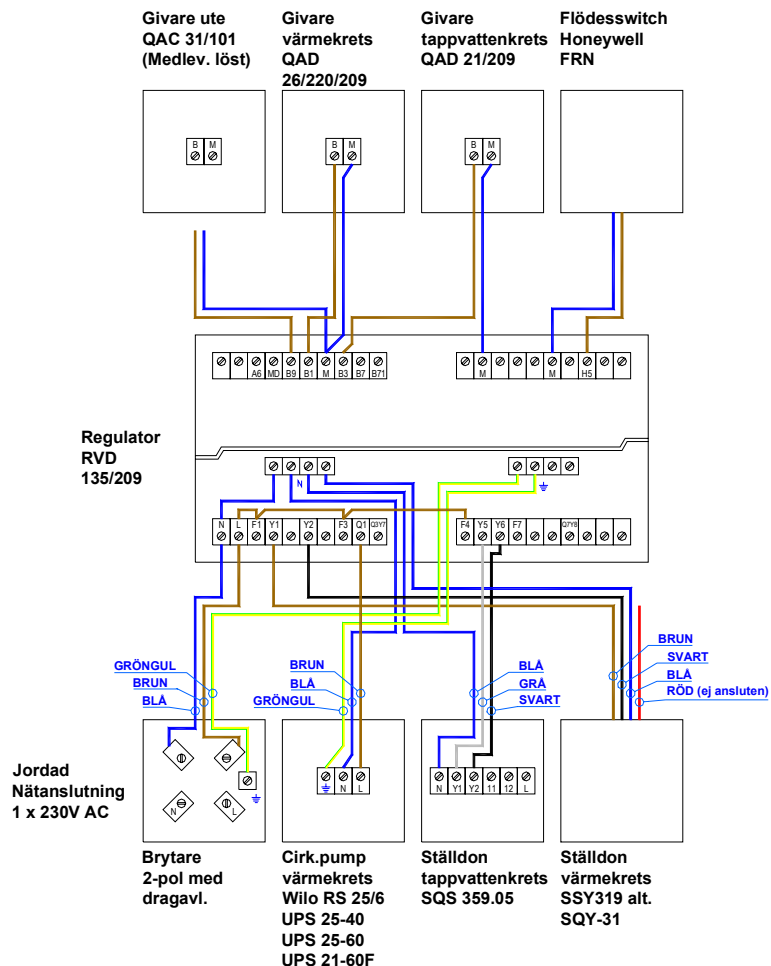 Givare ute
QAC 31/101
(Medlev. löst)
Givare
värmekrets
QAD
26/220/209
Givare
tappvattenkrets
QAD 21/209
Flödesswitch
Honeywell
FRN
B M
B M
B M
A6 MD B9 B1 M B3 B7 B71
M M H5
Regulator
RVD
135/209
N
N L F1 Y1 Y2 F3 Q1 Q3Y7
F4 Y5 Y6 F7 Q7Y8
GRÖNGUL
BRUN
BLÅ
BRUN
BLÅ
GRÖNGUL
BLÅ
GRÅ
SVART
BRUN
SVART
BLÅ
RÖD (ej ansluten)
Jordad
Nätanslutning
1 x 230V AC
N L
N L
N Y1 Y2 11 12 L
Brytare
2-pol med
dragavl.
Cirk.pump
värmekrets
Wilo RS 25/6
UPS 25-40
UPS 25-60
UPS 21-60F
Ställdon
tappvattenkrets
SQS 359.05
Ställdon
värmekrets
SSY319 alt.
SQY-31